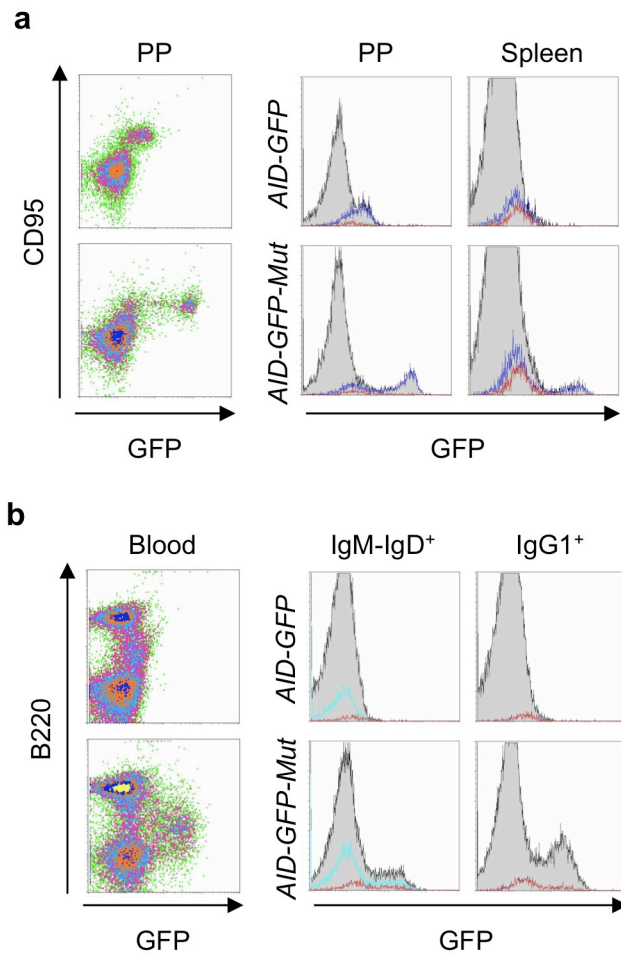 a
PP
PP
Spleen
CD95
AID-GFP
AID-GFP-Mut
GFP
GFP
b
Blood
IgM-IgD+
IgG1+
B220
AID-GFP
AID-GFP-Mut
GFP
GFP